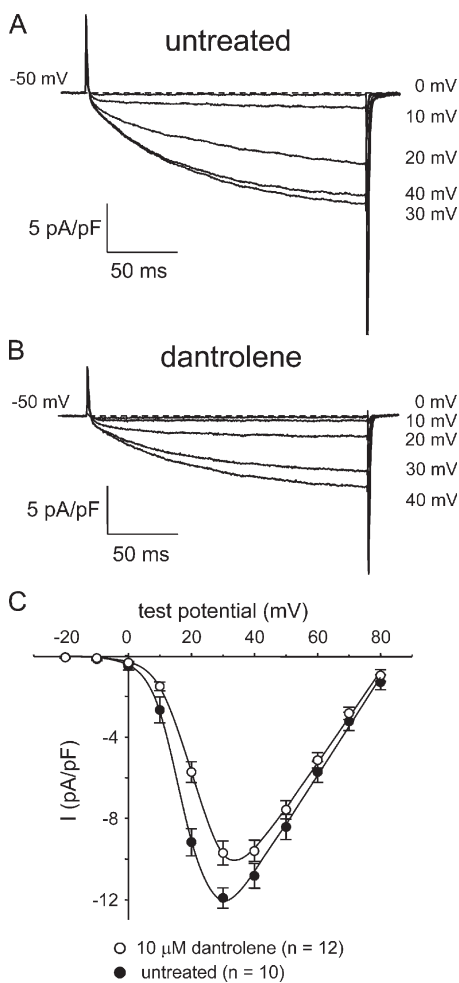 A
untreated
-50 mV
0 mV
10 mV
20 mV
40 mV
30 mV
5 pA/pF
50 ms
B
dantrolene
-50 mV
0 mV
10 mV
20 mV
30 mV
40 mV
5 pA/pF
50 ms
C
test potential (mV)
-20 0 20 40 60 80
-4
-8
-12
I (pA/pF)
10 μM dantrolene (n = 12)
untreated (n = 10)